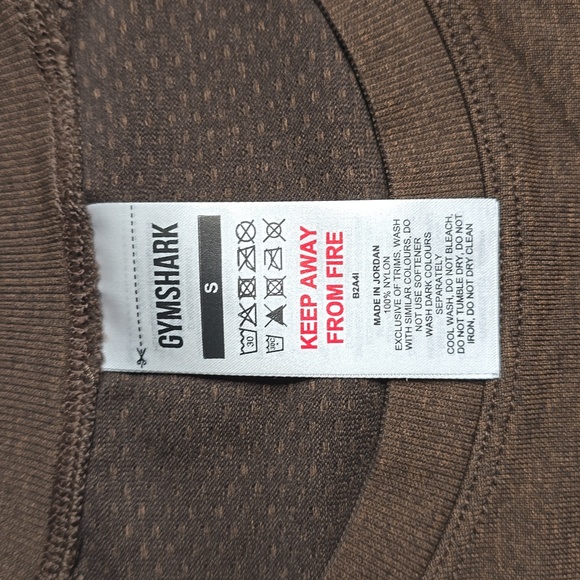 GYMSHARK
S
30
KEEP AWAY
FROM FIRE
B2A4I
MADE IN JORDAN
100% NYLON
EXCLUSIVE OF TRIMS, WASH
WITH SIMILAR COLOURS, DO
NOT USE SOFTENER
WASH DARK COLOURS
SEPARATELY
COOL WASH, DO NOT BLEACH,
DO NOT TUMBLE DRY, DO NOT
IRON, DO NOT DRY CLEAN